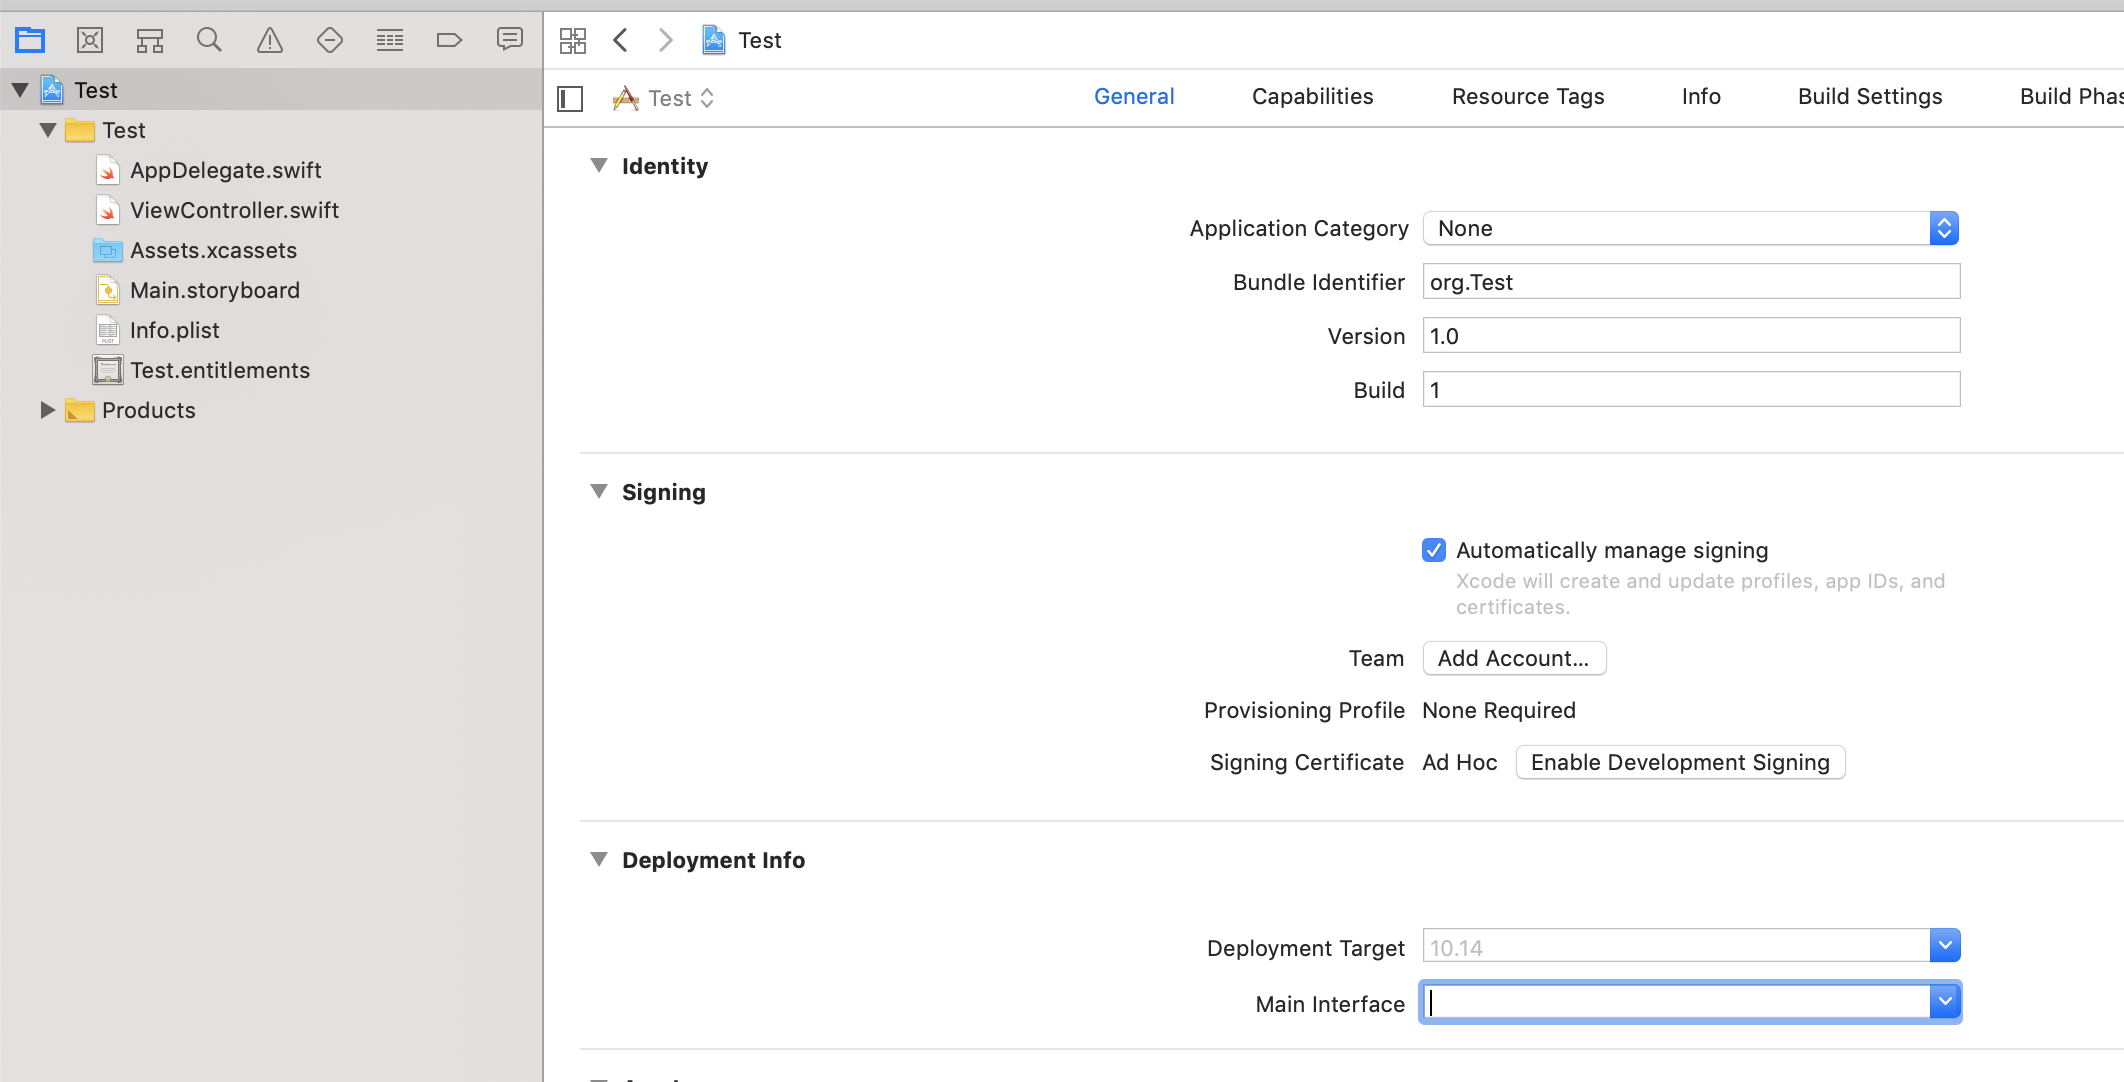 Test
Test
AppDelegate.swift
ViewController.swift
Assets.xcassets
Main.storyboard
Info.plist
Test.entitlements
Products
Test
Test
General Capabilities Resource Tags Info Build Settings Build Phas
Identity
Application Category None
Bundle Identifier org.Test
Version 1.0
Build 1
Signing
Automatically manage signing
Xcode will create and update profiles, app IDs, and
certificates.
Team Add Account...
Provisioning Profile None Required
Signing Certificate Ad Hoc Enable Development Signing
Deployment Info
Deployment Target 10.14
Main Interface